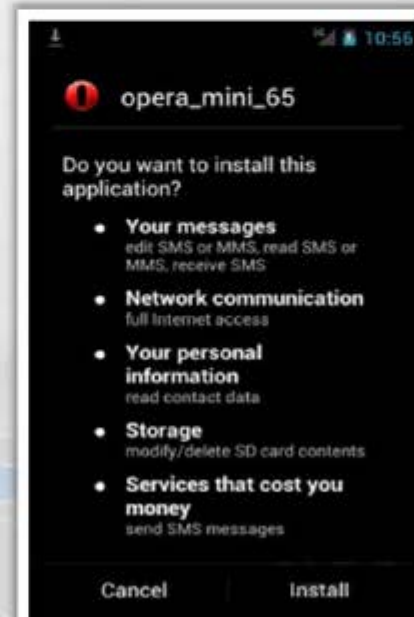 10:56
opera_mini_65
Do you want to install this
application?
Your messages
edit SMS or MMS, read SMS or
MMS, receive SMS
Network communication
full Internet access
Your personal
information
read contact data
Storage
modify/delete SD card contents
Services that cost you
money
send SMS messages
Cancel
Install